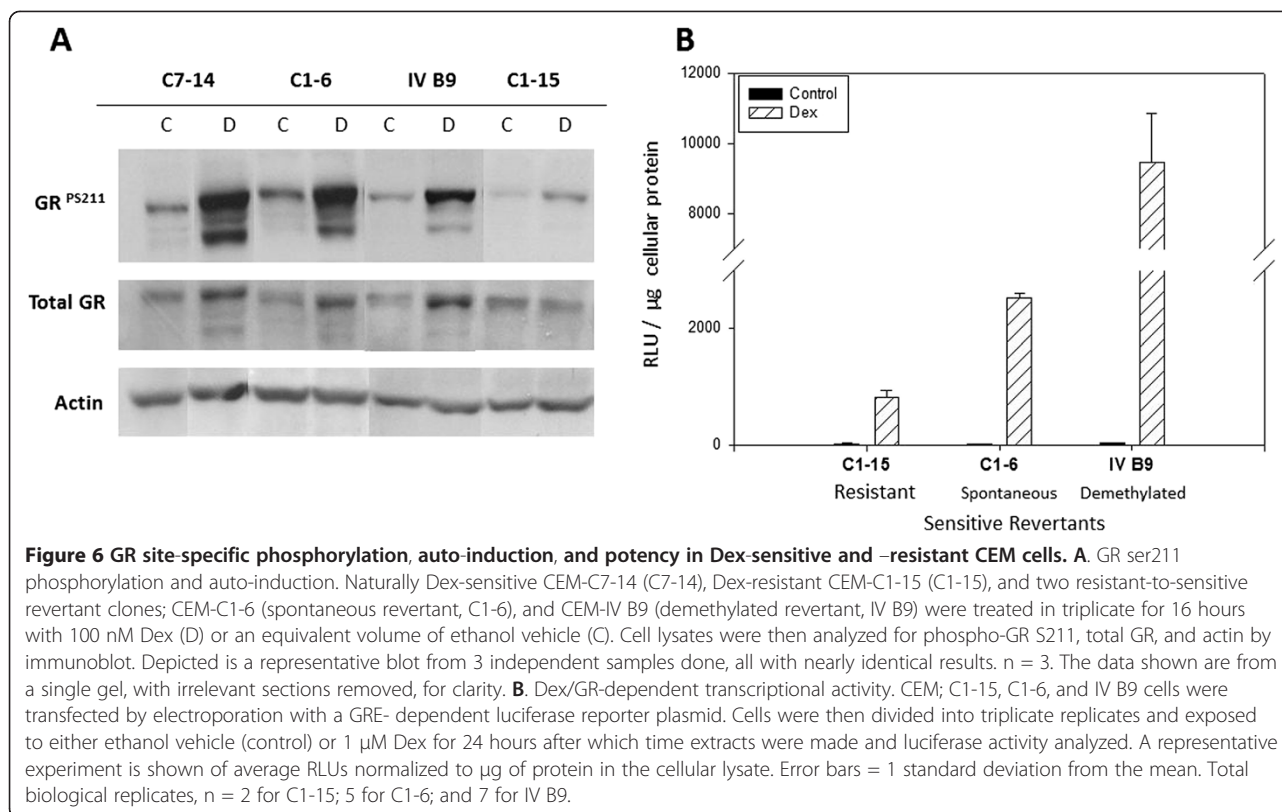 A
C7-14 C1-6 IV B9 C1-15
C D C D C D C D
GR PS211
Total GR
Actin
B
12000
Control
Dex
10000
8000
2000
0
RLU / µg cellular protein
C1-15 C1-6 IV B9
Resistant Spontaneous Demethylated
Sensitive Revertants
Figure 6 GR site-specific phosphorylation, auto-induction, and potency in Dex-sensitive and –resistant CEM cells. A. GR ser211
phosphorylation and auto-induction. Naturally Dex-sensitive CEM-C7-14 (C7-14), Dex-resistant CEM-C1-15 (C1-15), and two resistant-to-sensitive
revertant clones; CEM-C1-6 (spontaneous revertant, C1-6), and CEM-IV B9 (demethylated revertant, IV B9) were treated in triplicate for 16 hours
with 100 nM Dex (D) or an equivalent volume of ethanol vehicle (C). Cell lysates were then analyzed for phospho-GR S211, total GR, and actin by
immunoblot. Depicted is a representative blot from 3 independent samples done, all with nearly identical results. n = 3. The data shown are from
a single gel, with irrelevant sections removed, for clarity. B. Dex/GR-dependent transcriptional activity. CEM; C1-15, C1-6, and IV B9 cells were
transfected by electroporation with a GRE- dependent luciferase reporter plasmid. Cells were then divided into triplicate replicates and exposed
to either ethanol vehicle (control) or 1 µM Dex for 24 hours after which time extracts were made and luciferase activity analyzed. A representative
experiment is shown of average RLUs normalized to µg of protein in the cellular lysate. Error bars = 1 standard deviation from the mean. Total
biological replicates, n = 2 for C1-15; 5 for C1-6; and 7 for IV B9.